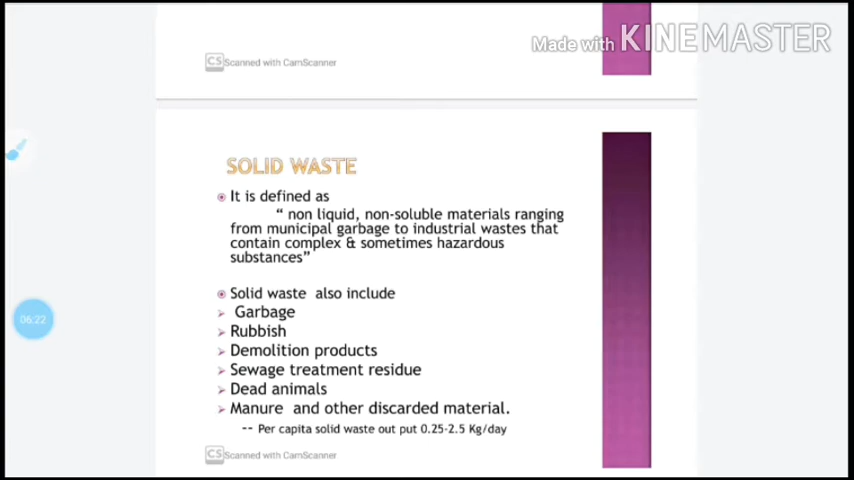 Made with KINEMASTER
CS Scanned with CamScanner
SOLID WASTE
It is defined as
“ non liquid, non-soluble materials ranging
from municipal garbage to industrial wastes that
contain complex & sometimes hazardous
substances”
Solid waste also include
Garbage
Rubbish
Demolition products
Sewage treatment residue
Dead animals
Manure and other discarded material.
-- Per capita solid waste out put 0.25-2.5 Kg/day
CS Scanned with CamScanner
06:22